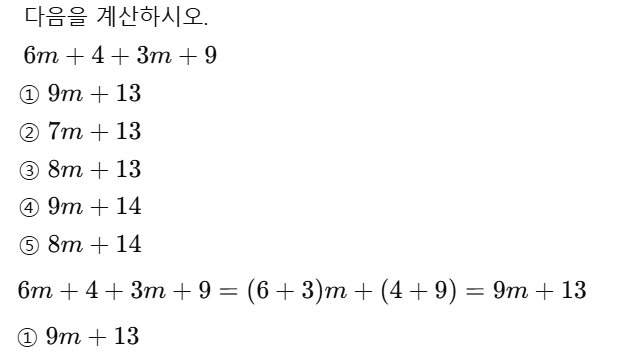 다음을 계산하시오.
6m + 4 + 3m + 9
① 9m + 13
② 7m + 13
③ 8m + 13
④ 9m + 14
⑤ 8m + 14
6m + 4 + 3m + 9 = (6 + 3)m + (4 + 9) = 9m + 13
① 9m + 13